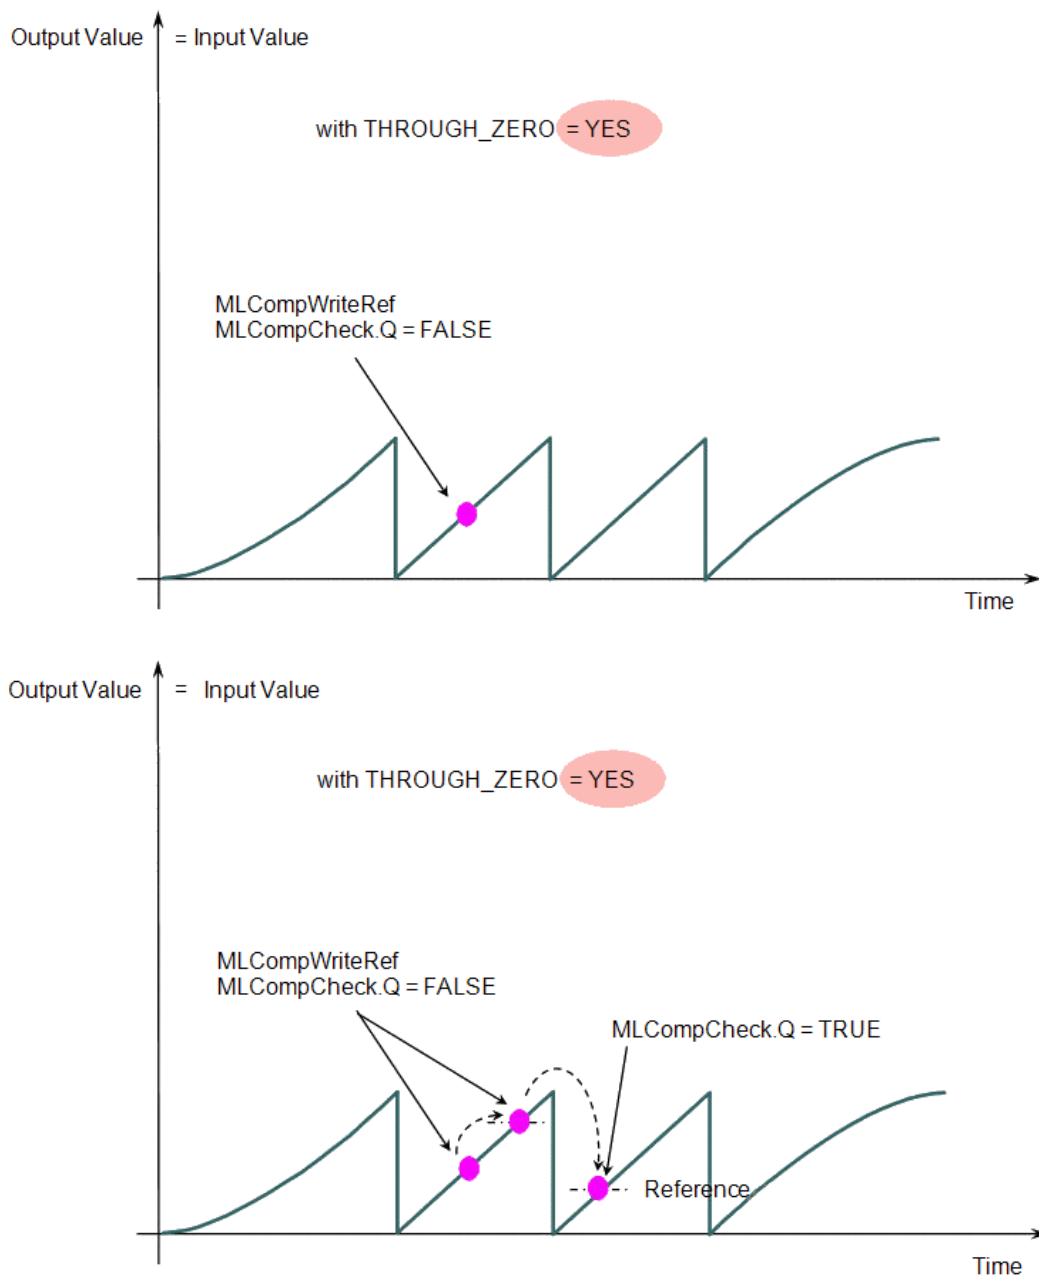 Output Value = Input Value
with THROUGH_ZERO = YES
MLCompWriteRef
MLCompCheck.Q = FALSE
Time
Output Value = Input Value
with THROUGH_ZERO = YES
MLCompWriteRef
MLCompCheck.Q = FALSE
MLCompCheck.Q = TRUE
Reference
Time